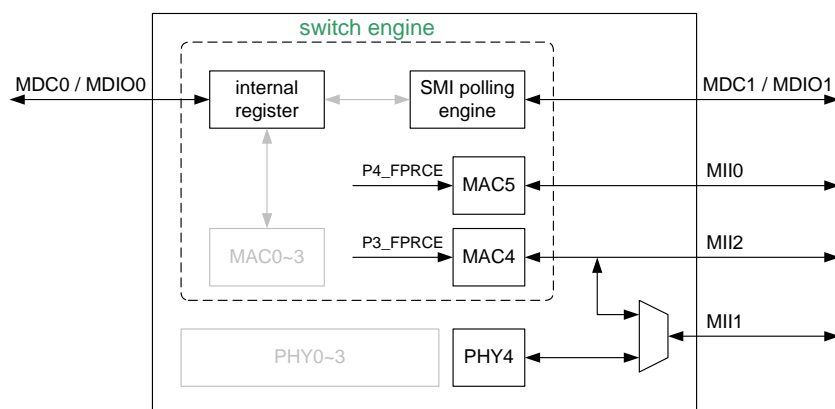 switch engine
MDC0 / MDIO0
internal
register
SMI polling
engine
MDC1 / MDIO1
P4_FPRCE
MAC5
MII0
MAC0~3
P3_FPRCE
MAC4
MII2
MII1
PHY0~3
PHY4